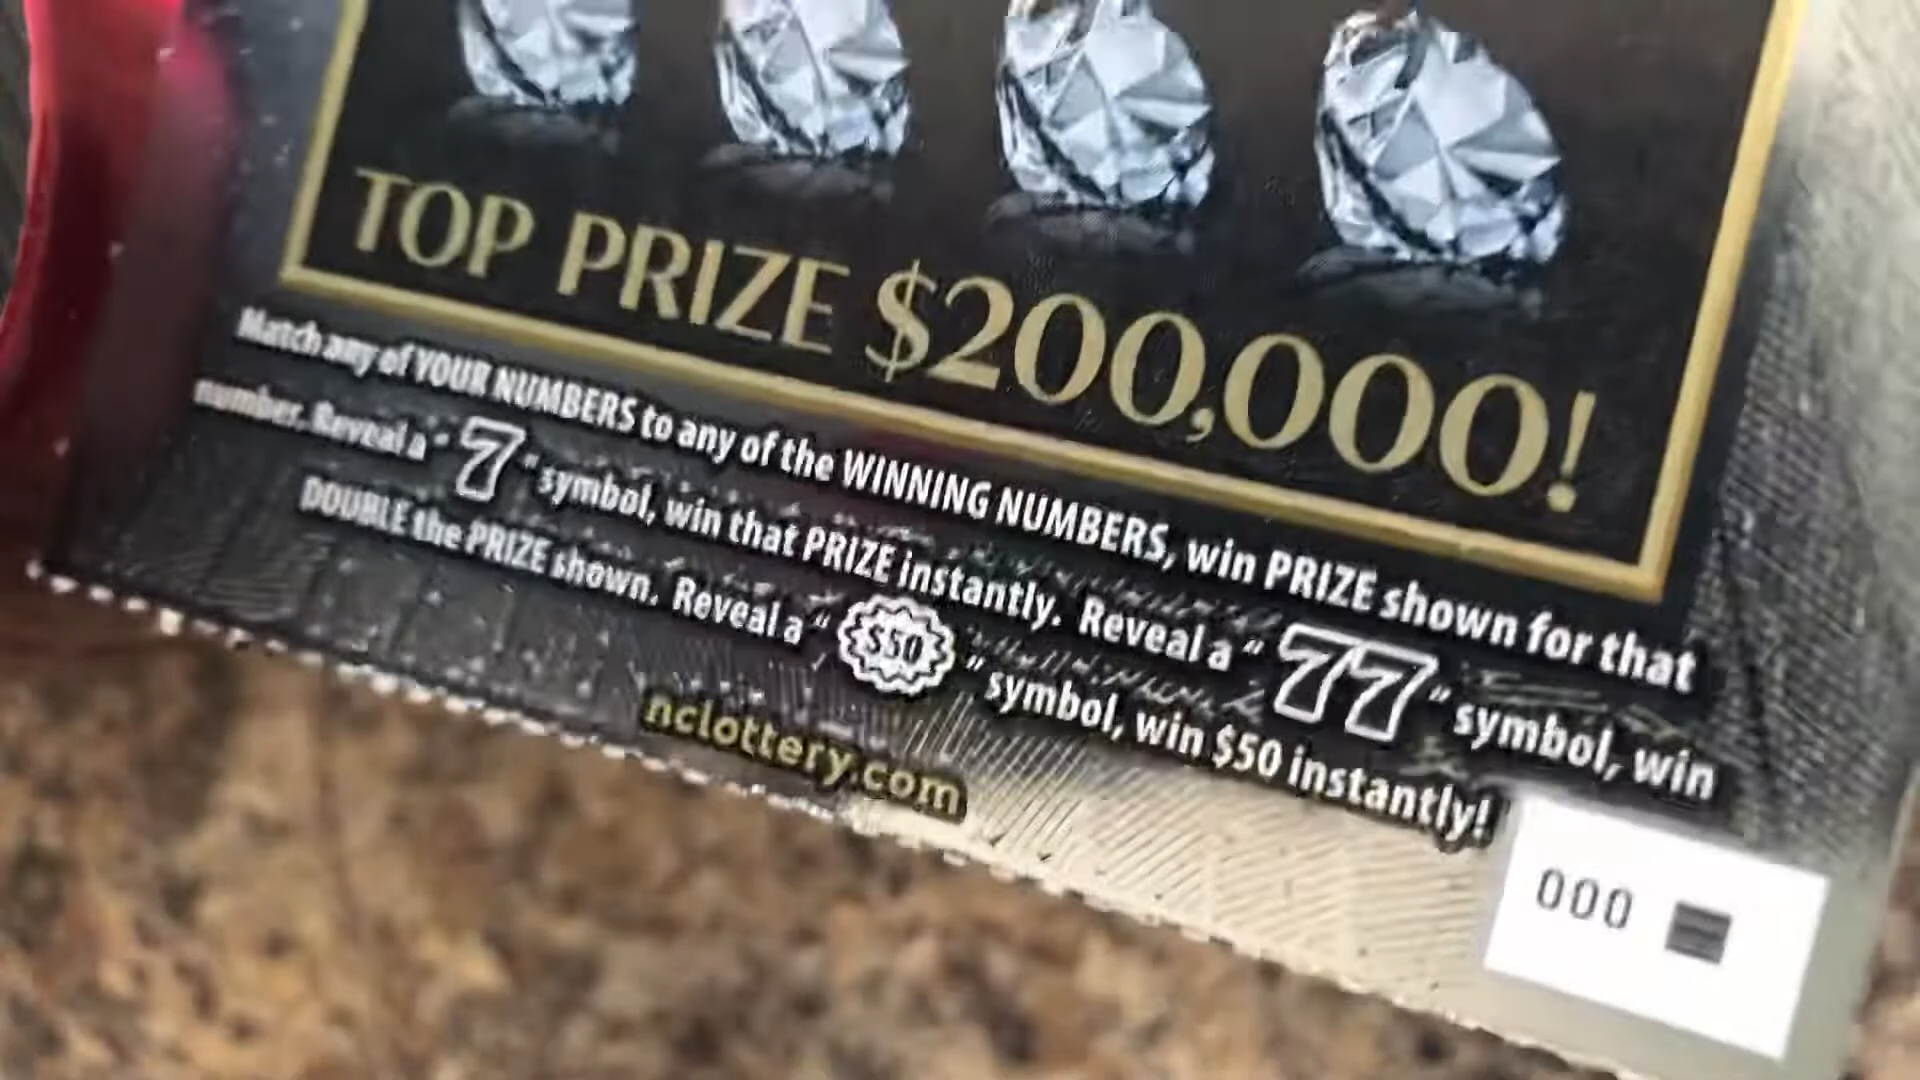 TOP PRIZE $200,000!
Match any of YOUR NUMBERS to any of the WINNING NUMBERS, win PRIZE shown for that
number. Reveal a "7" symbol, win that PRIZE instantly. Reveal a "77" symbol, win
DOUBLE the PRIZE shown. Reveal a "$50" symbol, win $50 instantly!
nclottery.com
000